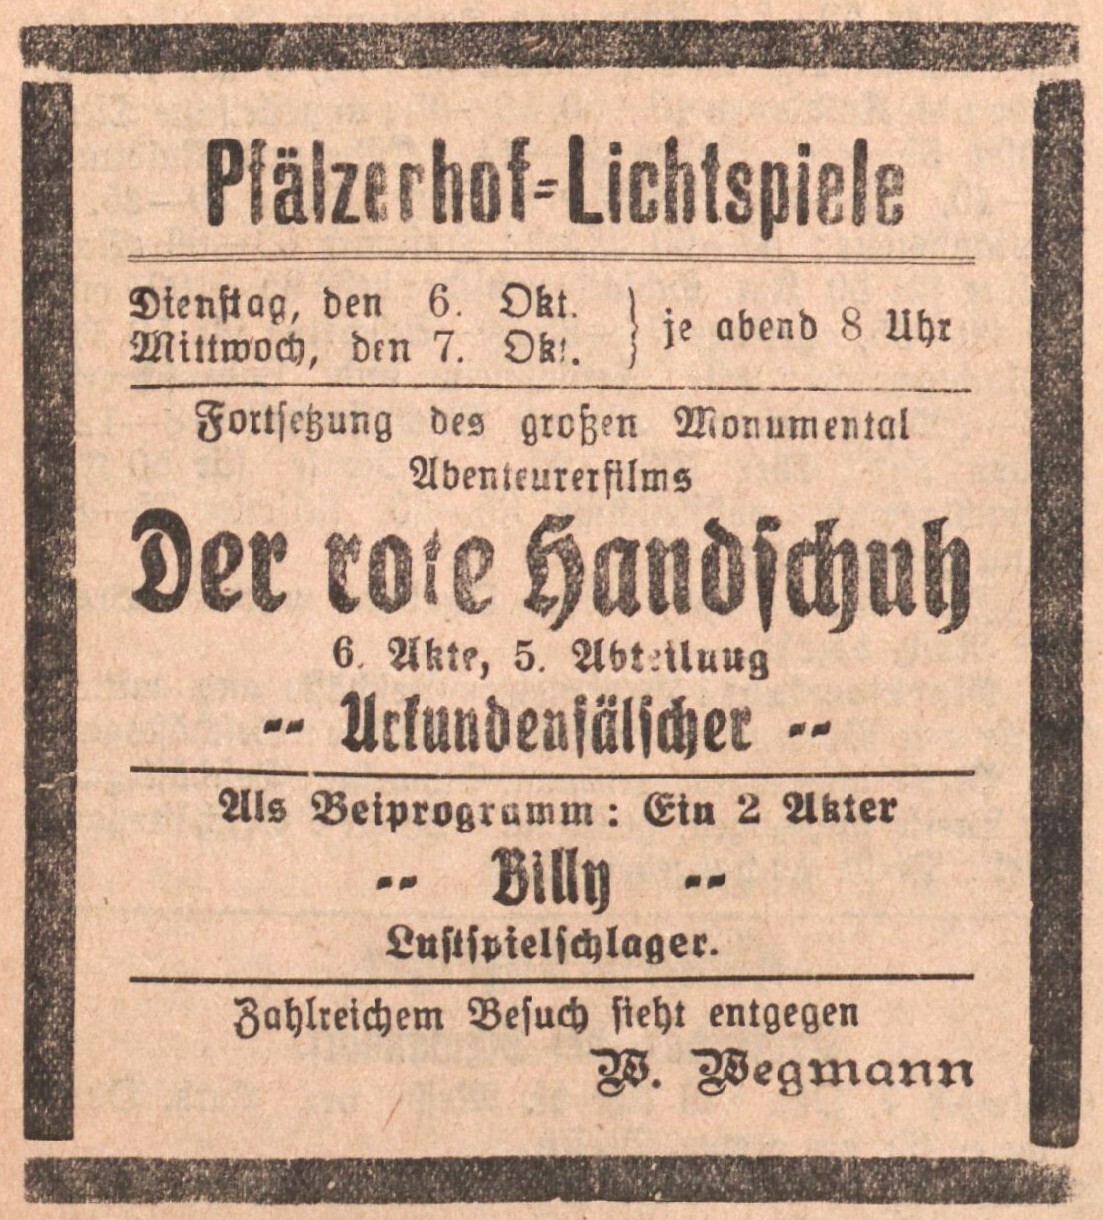 Pfälzerhof=Lichtspiele
Dienstag, den 6. Okt.
Mittwoch, den 7. Okt.
} je abend 8 Uhr
Fortsetzung des großen Monumental
Abenteurerfilms
Der rote Handschuh
6. Akte, 5. Abteilung
-- Urkundenfälscher --
Als Beiprogramm: Ein 2 Akter
-- Billy --
Lustspielschlager.
Zahlreichem Besuch sieht entgegen
W. Wegmann